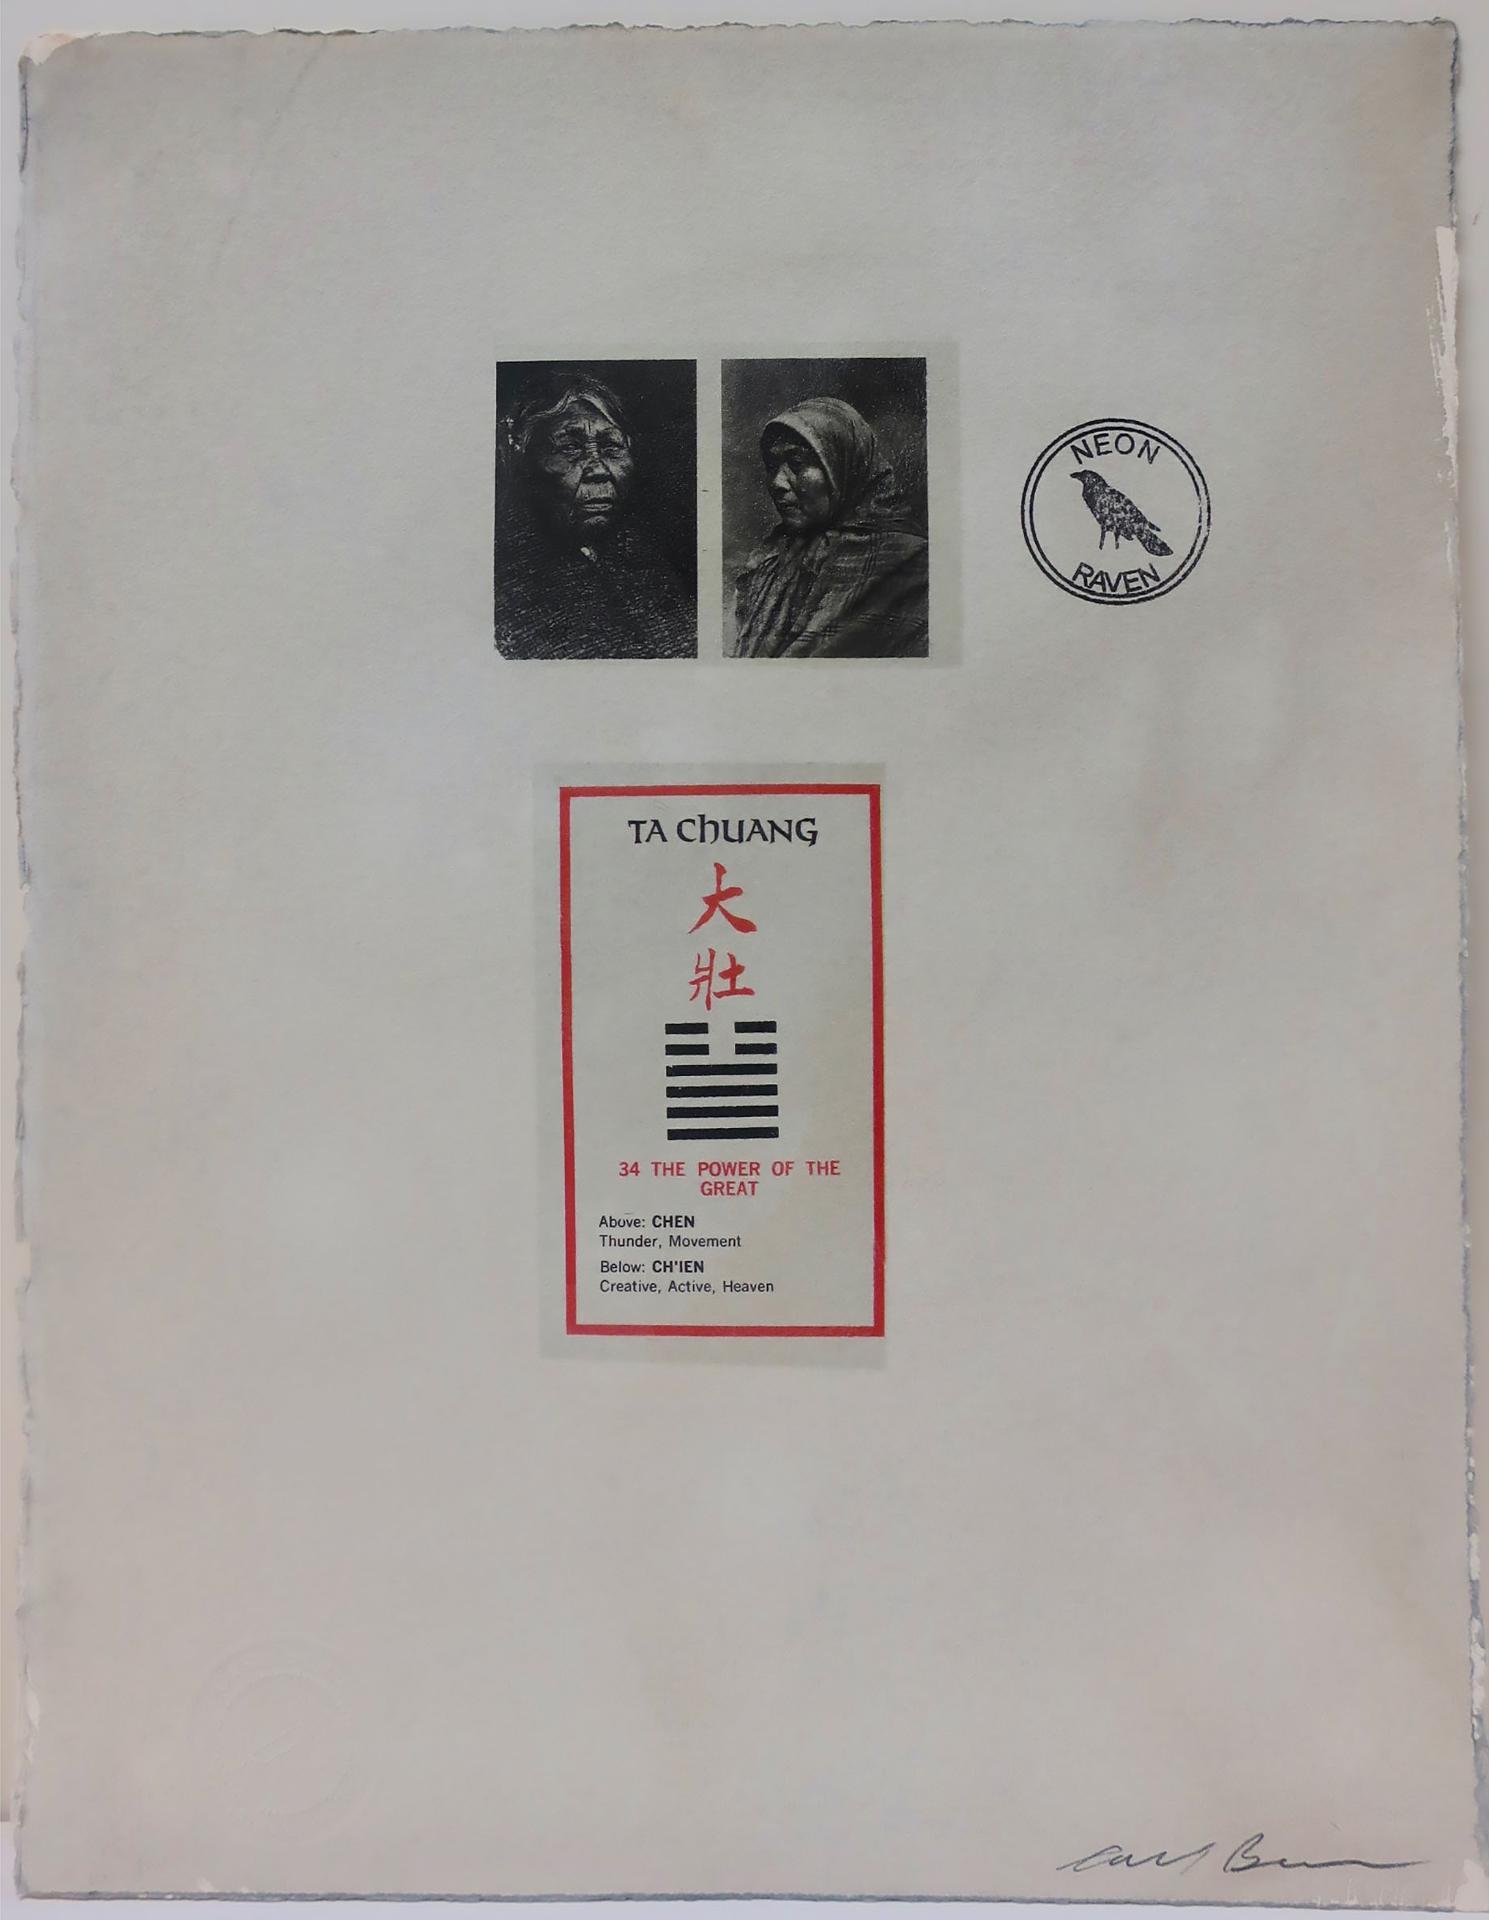 NEON
RAVEN
TA ChUANG
大
壯
34 THE POWER OF THE
GREAT
Above: CHEN
Thunder, Movement
Below: CH'IEN
Creative, Active, Heaven